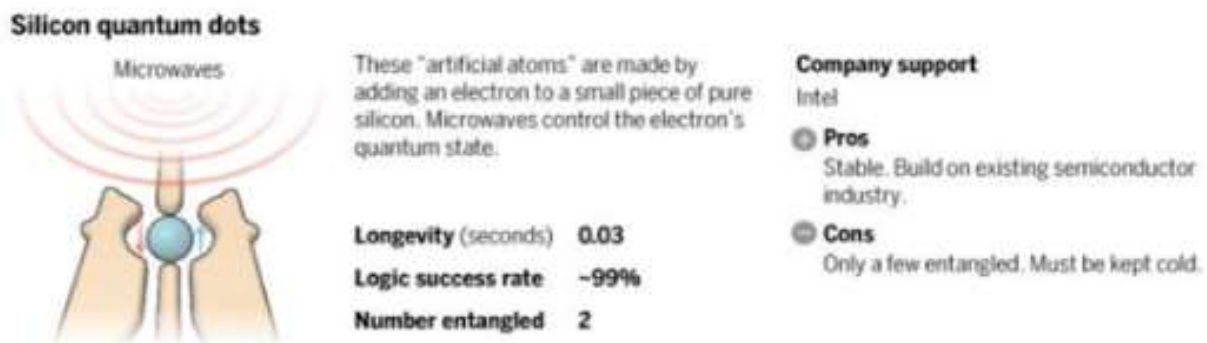 Silicon quantum dots
Microwaves
These "artificial atoms" are made by
adding an electron to a small piece of pure
silicon. Microwaves control the electron's
quantum state.
Longevity (seconds) 0.03
Logic success rate ~99%
Number entangled 2
Company support
Intel
+ Pros
Stable. Build on existing semiconductor
industry.
− Cons
Only a few entangled. Must be kept cold.